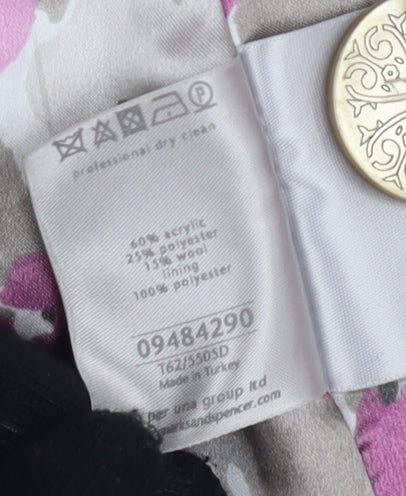 professional dry clean
60% acrylic
25% polyester
15% wool
lining
100% polyester
09484290
T62/5505D
Made in Turkey
per una group ltd
marksandspencer.com